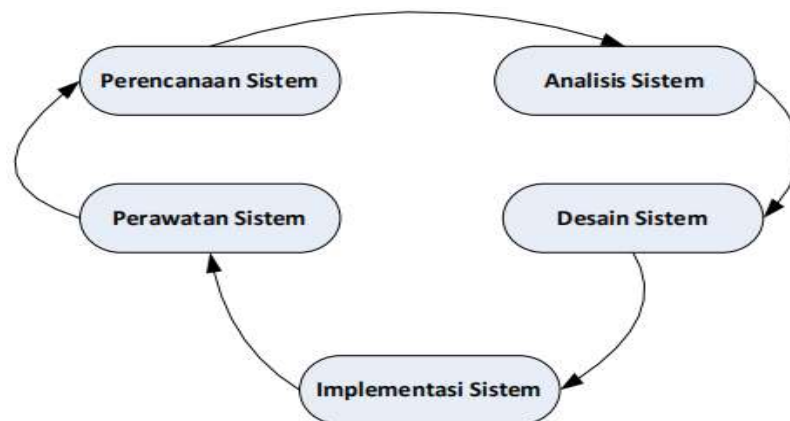 Perencanaan Sistem
Analisis Sistem
Perawatan Sistem
Desain Sistem
Implementasi Sistem